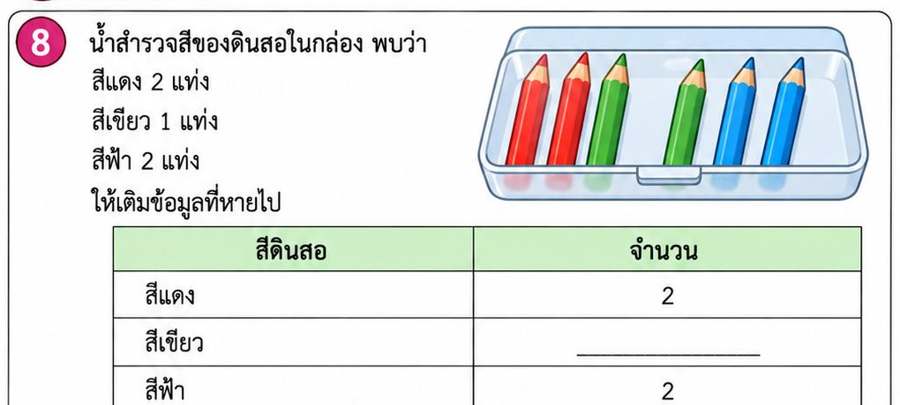 8
น้ำสำรวจสีของดินสอในกล่อง พบว่า
สีแดง 2 แท่ง
สีเขียว 1 แท่ง
สีฟ้า 2 แท่ง
ให้เติมข้อมูลที่หายไป
สีดินสอ จำนวน
สีแดง 2
สีเขียว ________________
สีฟ้า 2